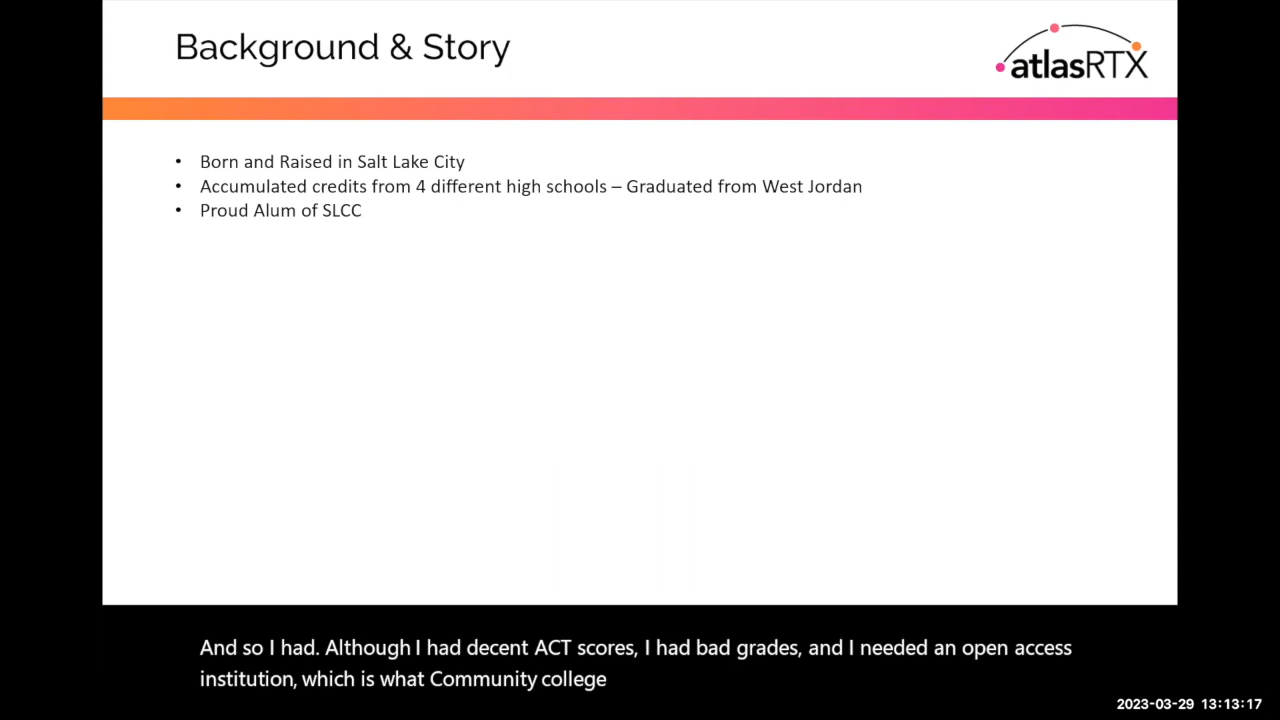 Background & Story
atlasRTX
• Born and Raised in Salt Lake City
• Accumulated credits from 4 different high schools – Graduated from West Jordan
• Proud Alum of SLCC
And so I had. Although I had decent ACT scores, I had bad grades, and I needed an open access
institution, which is what Community college
2023-03-29 13:13:17